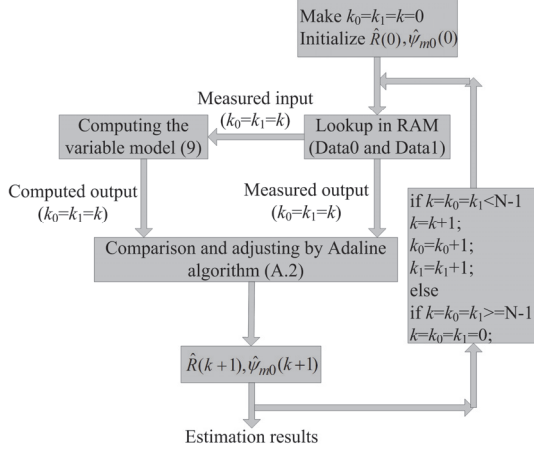 Make k₀=k₁=k=0
Initialize R̂(0),ψ̂ₘ₀(0)
Measured input
(k₀=k₁=k)
Computing the
variable model (9)
Lookup in RAM
(Data0 and Data1)
Computed output
(k₀=k₁=k)
Measured output
(k₀=k₁=k)
if k=k₀=k₁<N-1
k=k+1;
k₀=k₀+1;
k₁=k₁+1;
else
if k=k₀=k₁>=N-1
k=k₀=k₁=0;
Comparison and adjusting by Adaline
algorithm (A.2)
R̂(k+1),ψ̂ₘ₀(k+1)
Estimation results